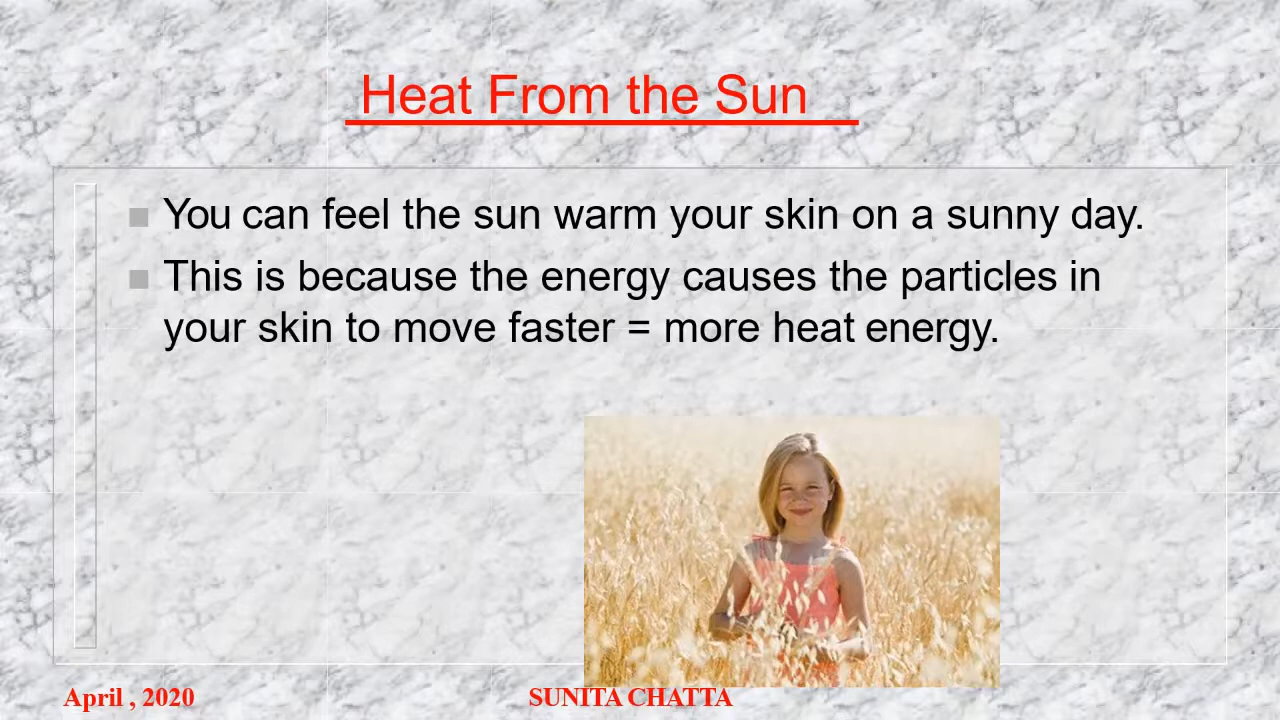 Heat From the Sun
You can feel the sun warm your skin on a sunny day.
This is because the energy causes the particles in
your skin to move faster = more heat energy.
April , 2020
SUNITA CHATTA